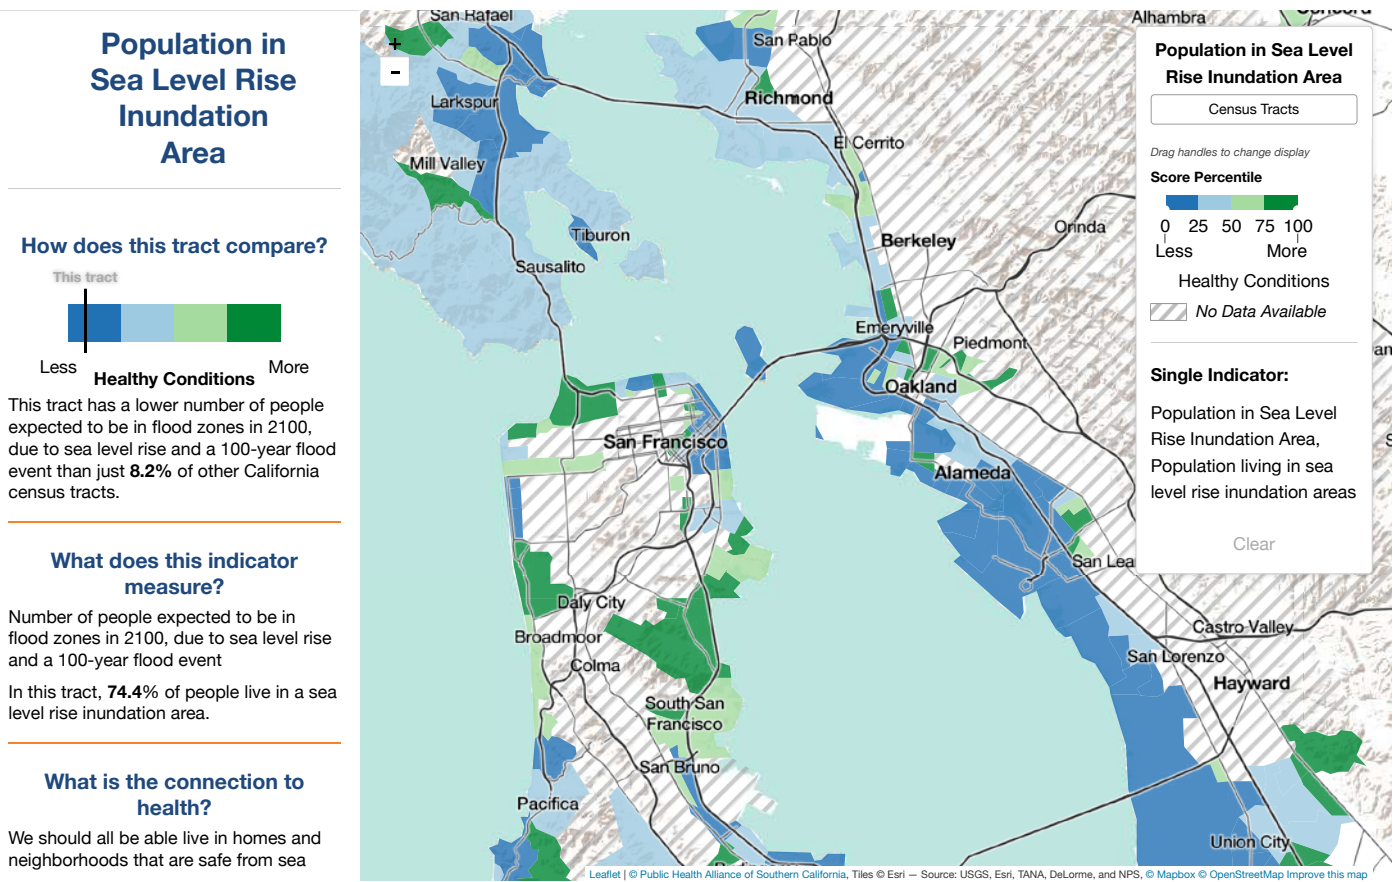 Population in
Sea Level Rise
Inundation
Area
How does this tract compare?
This tract
Less
More
Healthy Conditions
This tract has a lower number of people
expected to be in flood zones in 2100,
due to sea level rise and a 100-year flood
event than just 8.2% of other California
census tracts.
What does this indicator
measure?
Number of people expected to be in
flood zones in 2100, due to sea level rise
and a 100-year flood event
In this tract, 74.4% of people live in a sea
level rise inundation area.
What is the connection to
health?
We should all be able live in homes and
neighborhoods that are safe from sea
+
-
San Rafael
San Pablo
Alhambra
Concord
Larkspur
Richmond
Mill Valley
El Cerrito
Tiburon
Berkeley
Orinda
Sausalito
Emeryville
Piedmont
Oakland
San Francisco
Alameda
San Lea
Daly City
Broadmoor
Colma
Castro Valley
San Lorenzo
Hayward
South San
Francisco
San Bruno
Pacifica
Union City
Population in Sea Level
Rise Inundation Area
Census Tracts
Drag handles to change display
Score Percentile
0 25 50 75 100
Less More
Healthy Conditions
No Data Available
Single Indicator:
Population in Sea Level
Rise Inundation Area,
Population living in sea
level rise inundation areas
Clear
Leaflet | © Public Health Alliance of Southern California, Tiles © Esri — Source: USGS, Esri, TANA, DeLorme, and NPS, © Mapbox © OpenStreetMap Improve this map